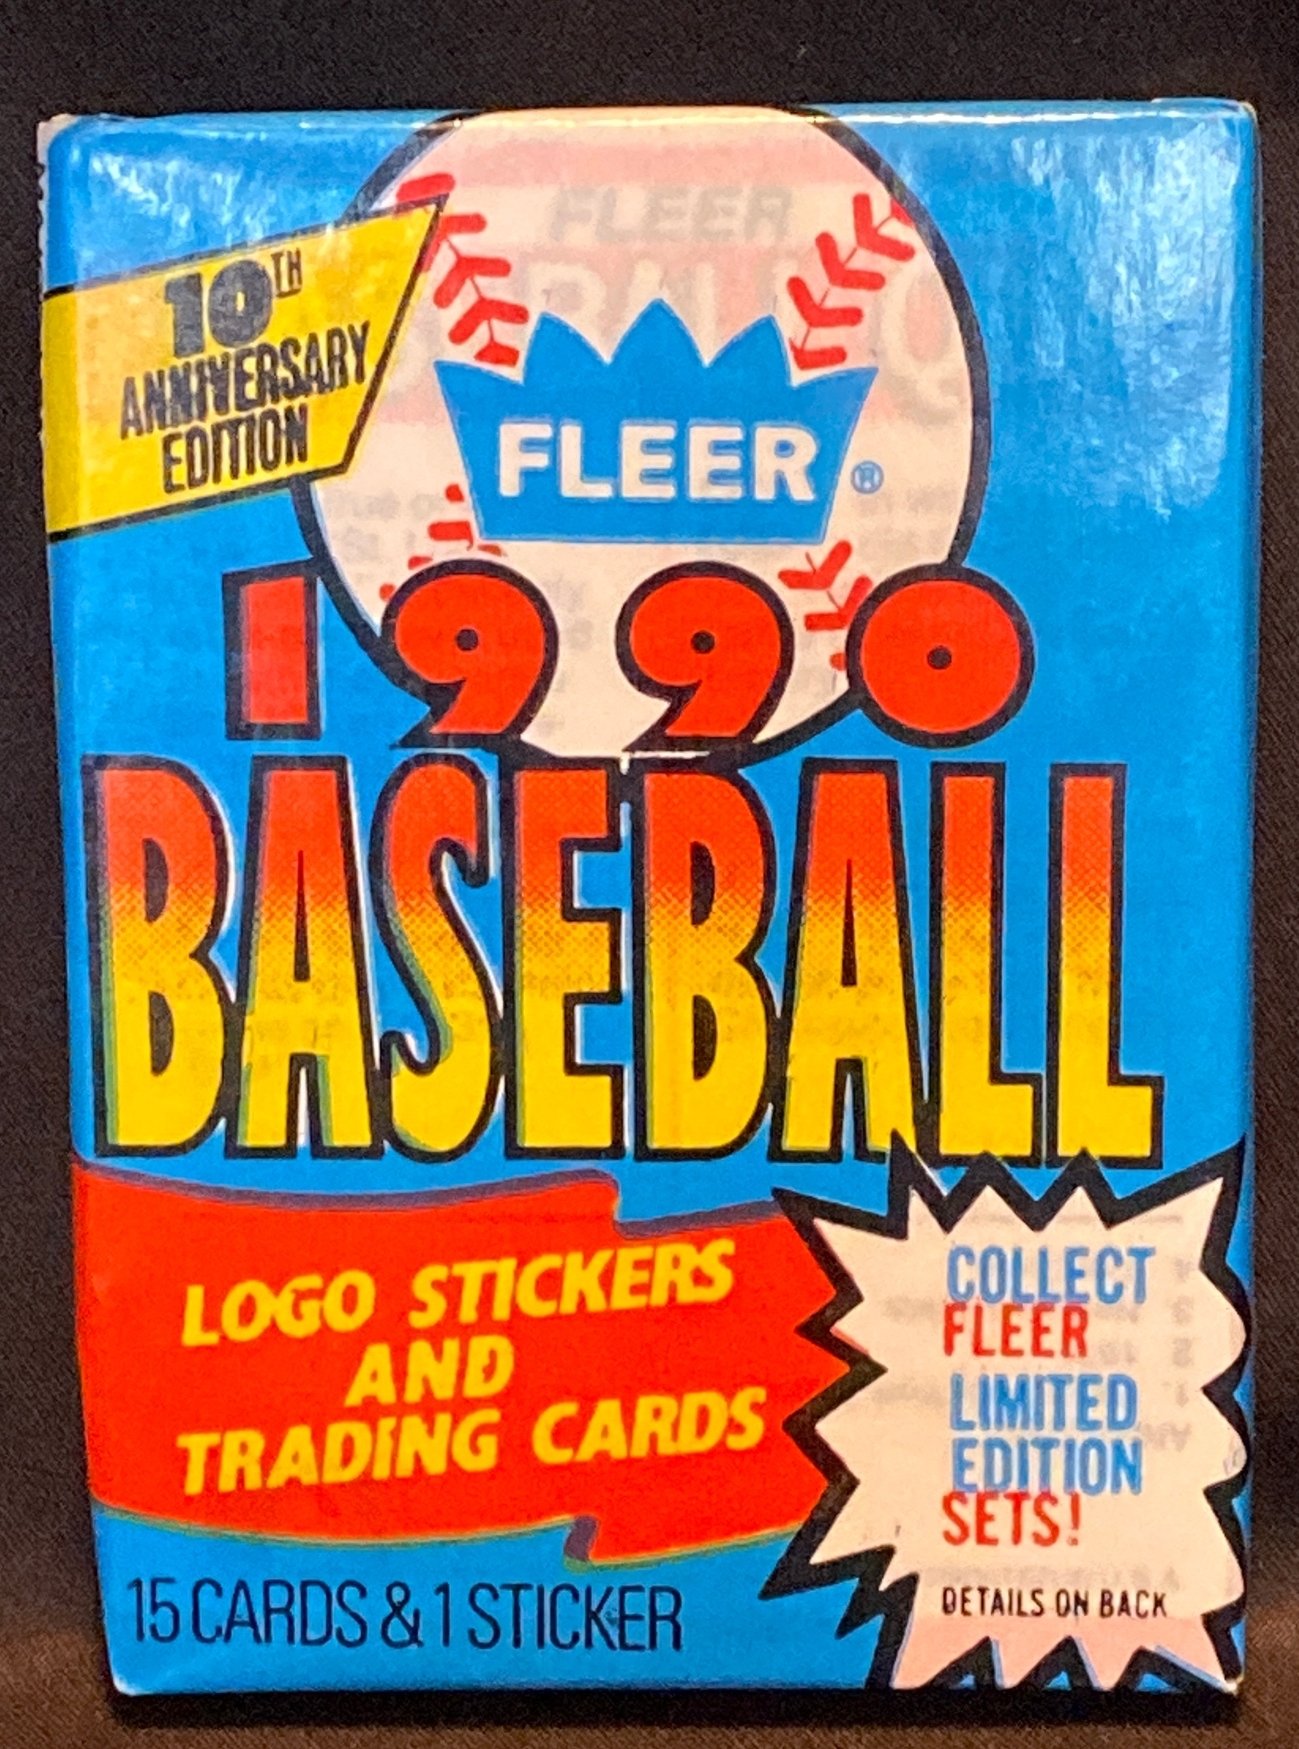 10TH
ANNIVERSARY
EDITION
FLEER
FLEER®
1990
BASEBALL
LOGO STICKERS
AND
TRADING CARDS
COLLECT
FLEER
LIMITED
EDITION
SETS!
DETAILS ON BACK
15 CARDS & 1 STICKER